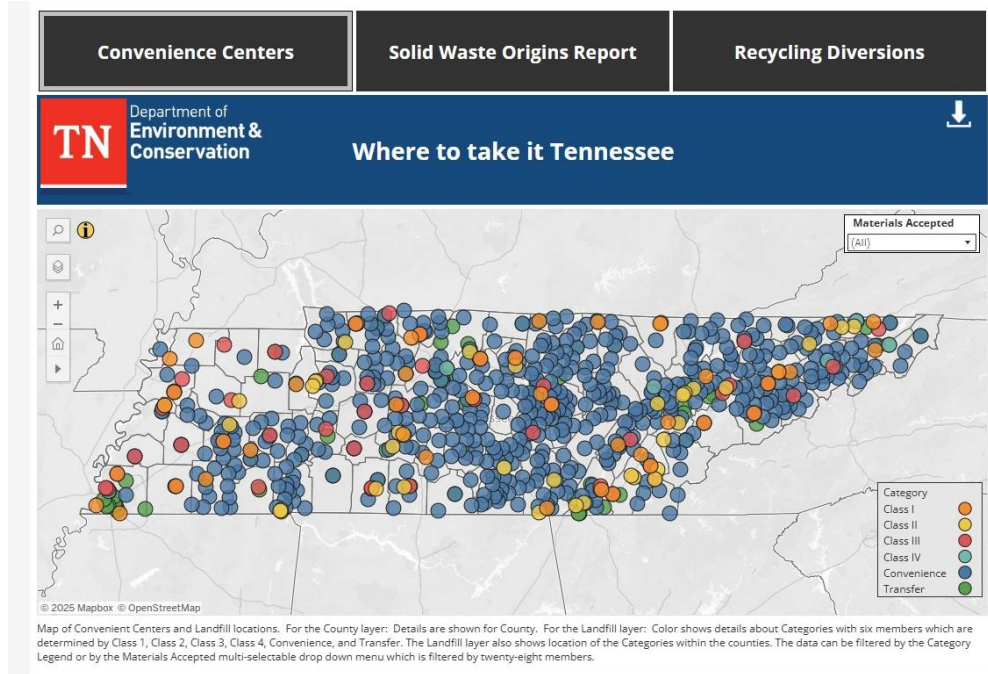 Convenience Centers
Solid Waste Origins Report
Recycling Diversions
TN
Department of
Environment &
Conservation
Where to take it Tennessee
Materials Accepted
(All)
Category
Class I
Class II
Class III
Class IV
Convenience
Transfer
© 2025 Mapbox © OpenStreetMap
Map of Convenient Centers and Landfill locations. For the County layer: Details are shown for County. For the Landfill layer: Color shows details about Categories with six members which are
determined by Class 1, Class 2, Class 3, Class 4, Convenience, and Transfer. The Landfill layer also shows location of the Categories within the counties. The data can be filtered by the Category
Legend or by the Materials Accepted multi-selectable drop down menu which is filtered by twenty-eight members.